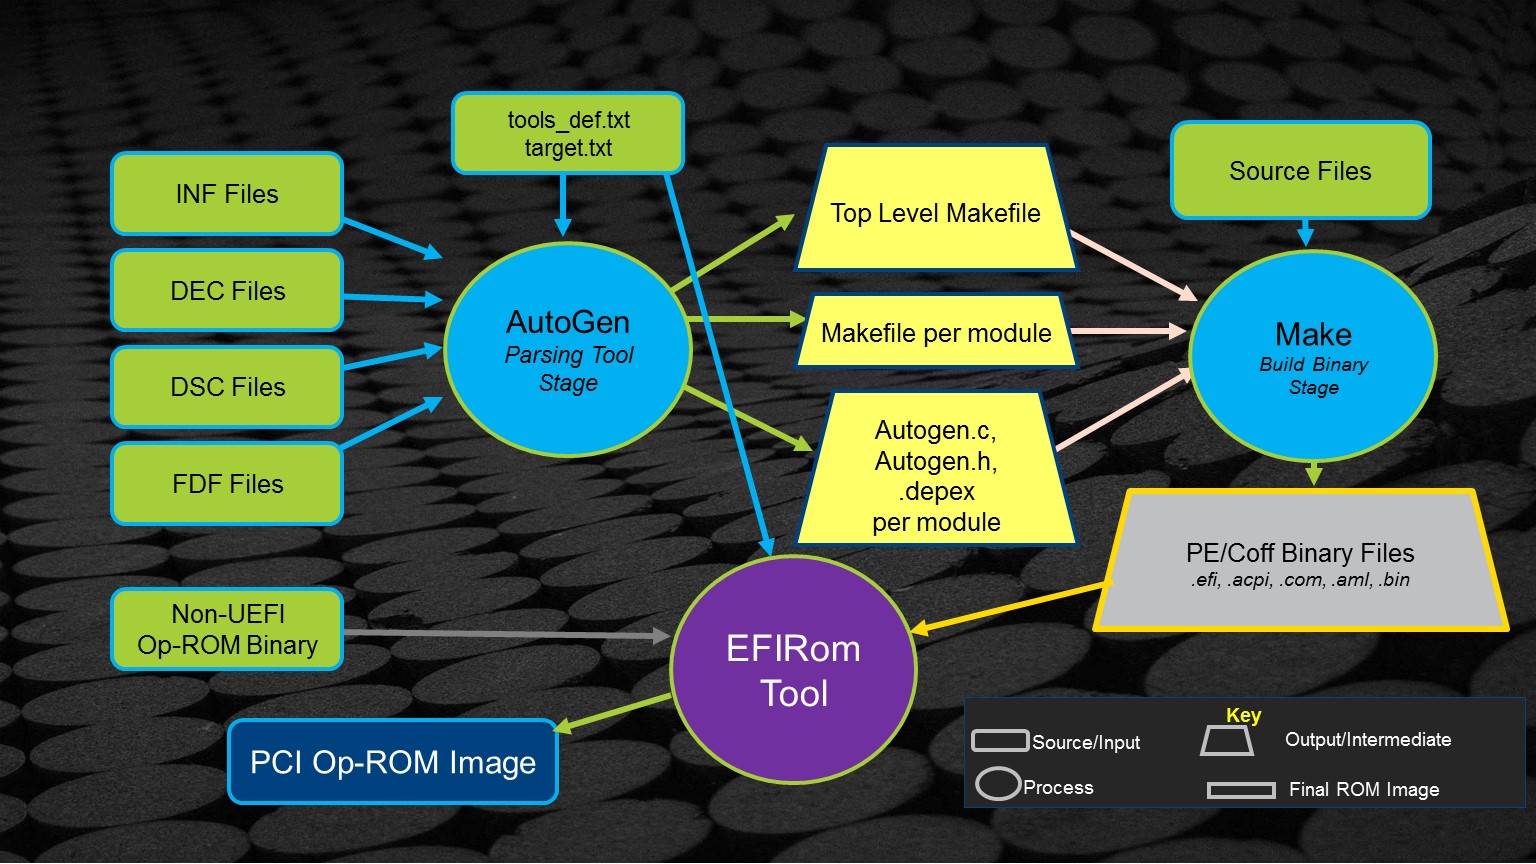 tools_def.txt
target.txt
INF Files
DEC Files
DSC Files
FDF Files
AutoGen
Parsing Tool
Stage
Top Level Makefile
Makefile per module
Autogen.c,
Autogen.h,
.depex
per module
Source Files
Make
Build Binary
Stage
PE/Coff Binary Files
.efi, .acpi, .com, .aml, .bin
Non-UEFI
Op-ROM Binary
EFIRom
Tool
PCI Op-ROM Image
Key
Source/Input
Output/Intermediate
Process
Final ROM Image